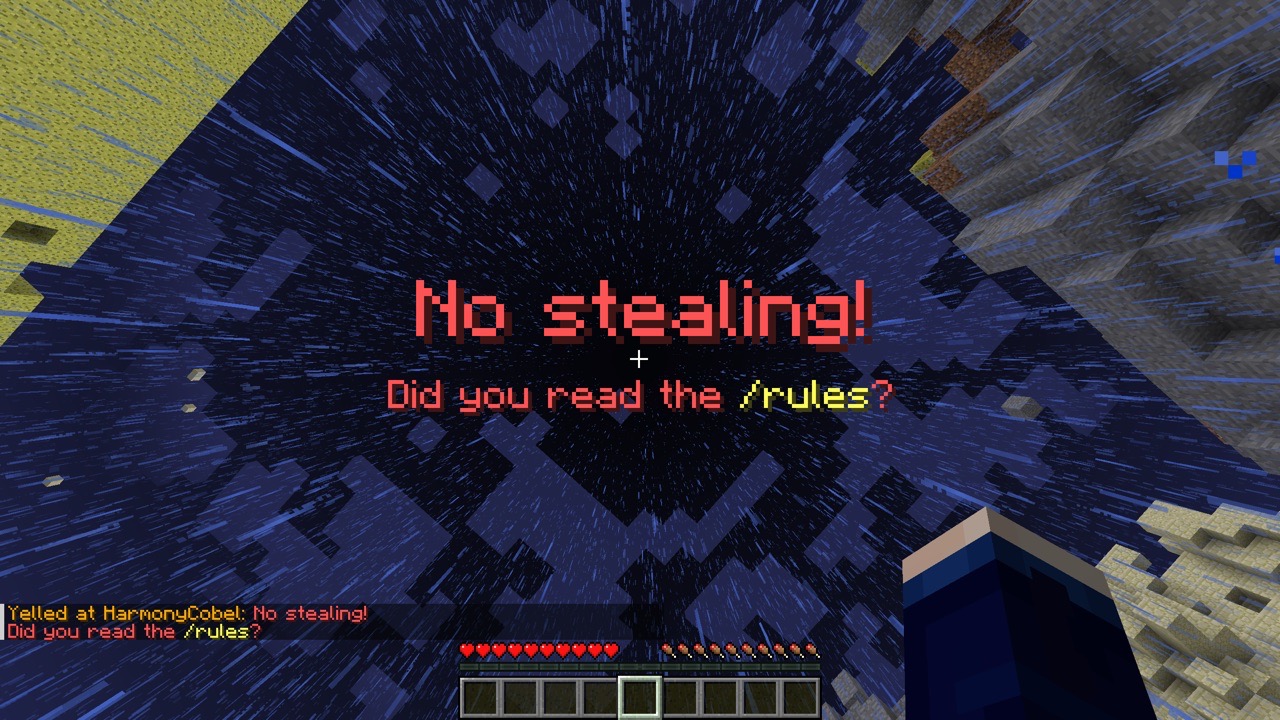 No stealing!
Did you read the /rules?
Yelled at HarmonyCobel: No stealing!
Did you read the /rules?